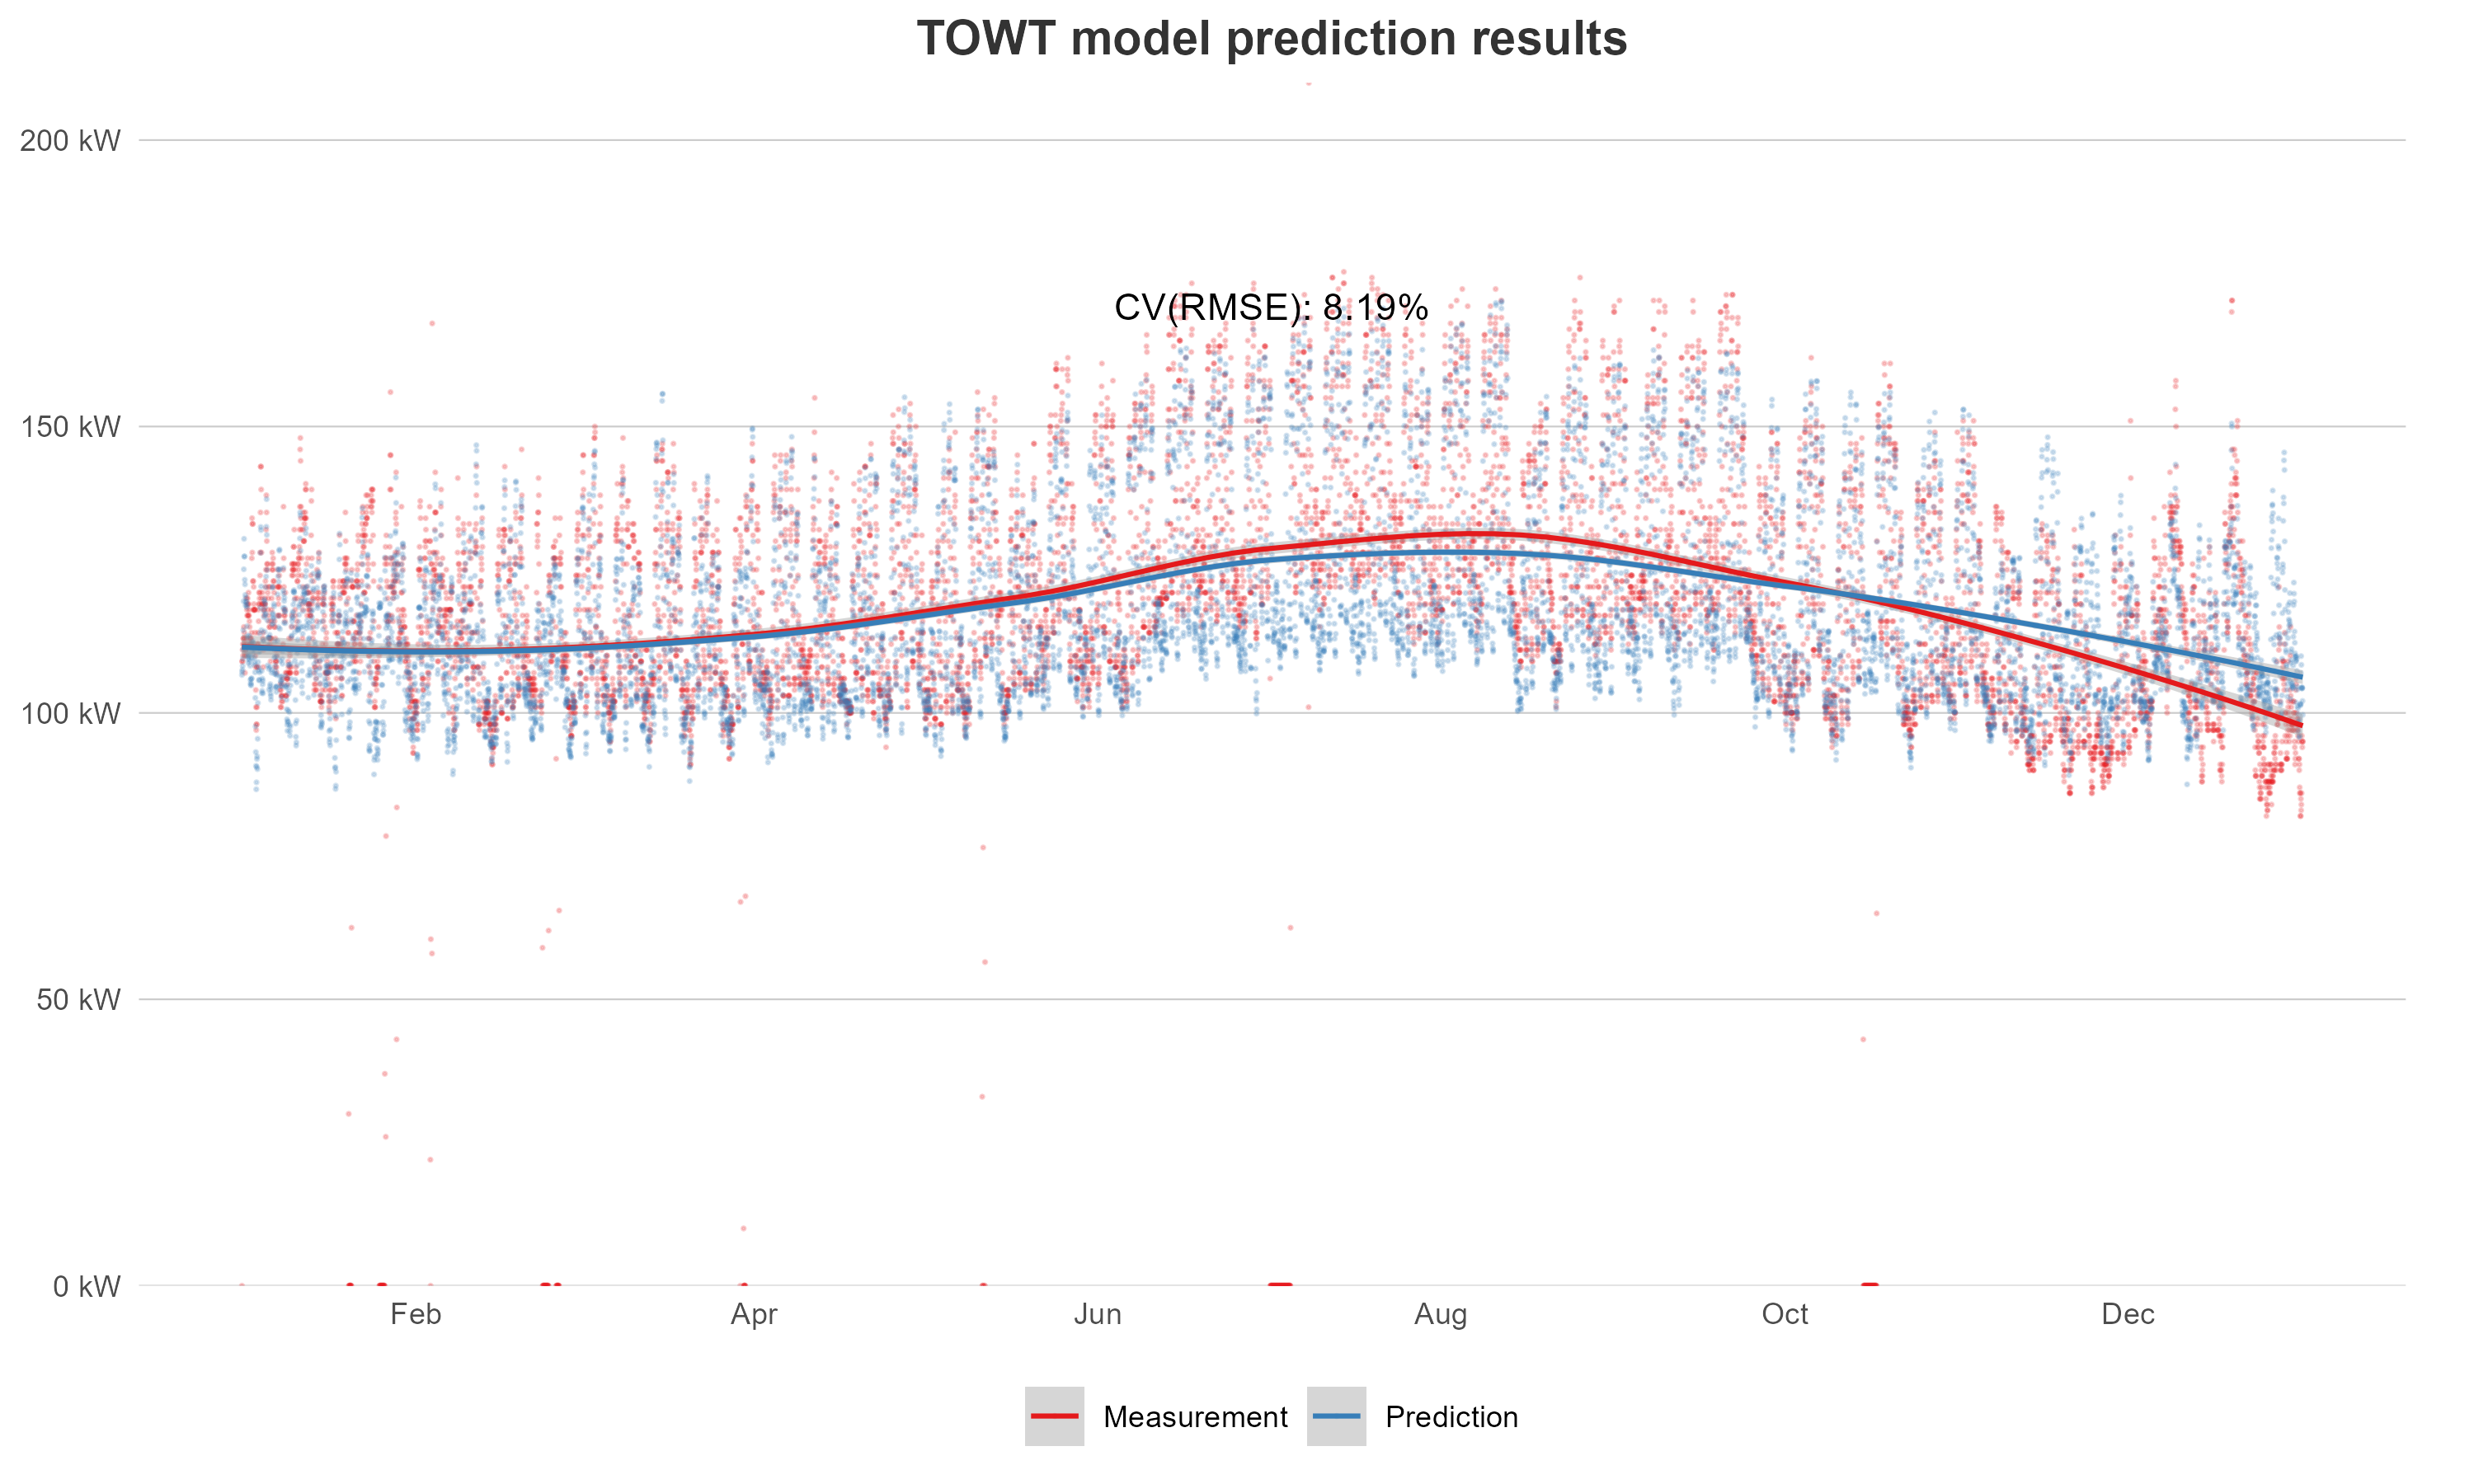 TOWT model prediction results
200 kW
CV(RMSE): 8.19%
150 kW
100 kW
50 kW
0 kW
Feb Apr Jun Aug Oct Dec
Measurement Prediction